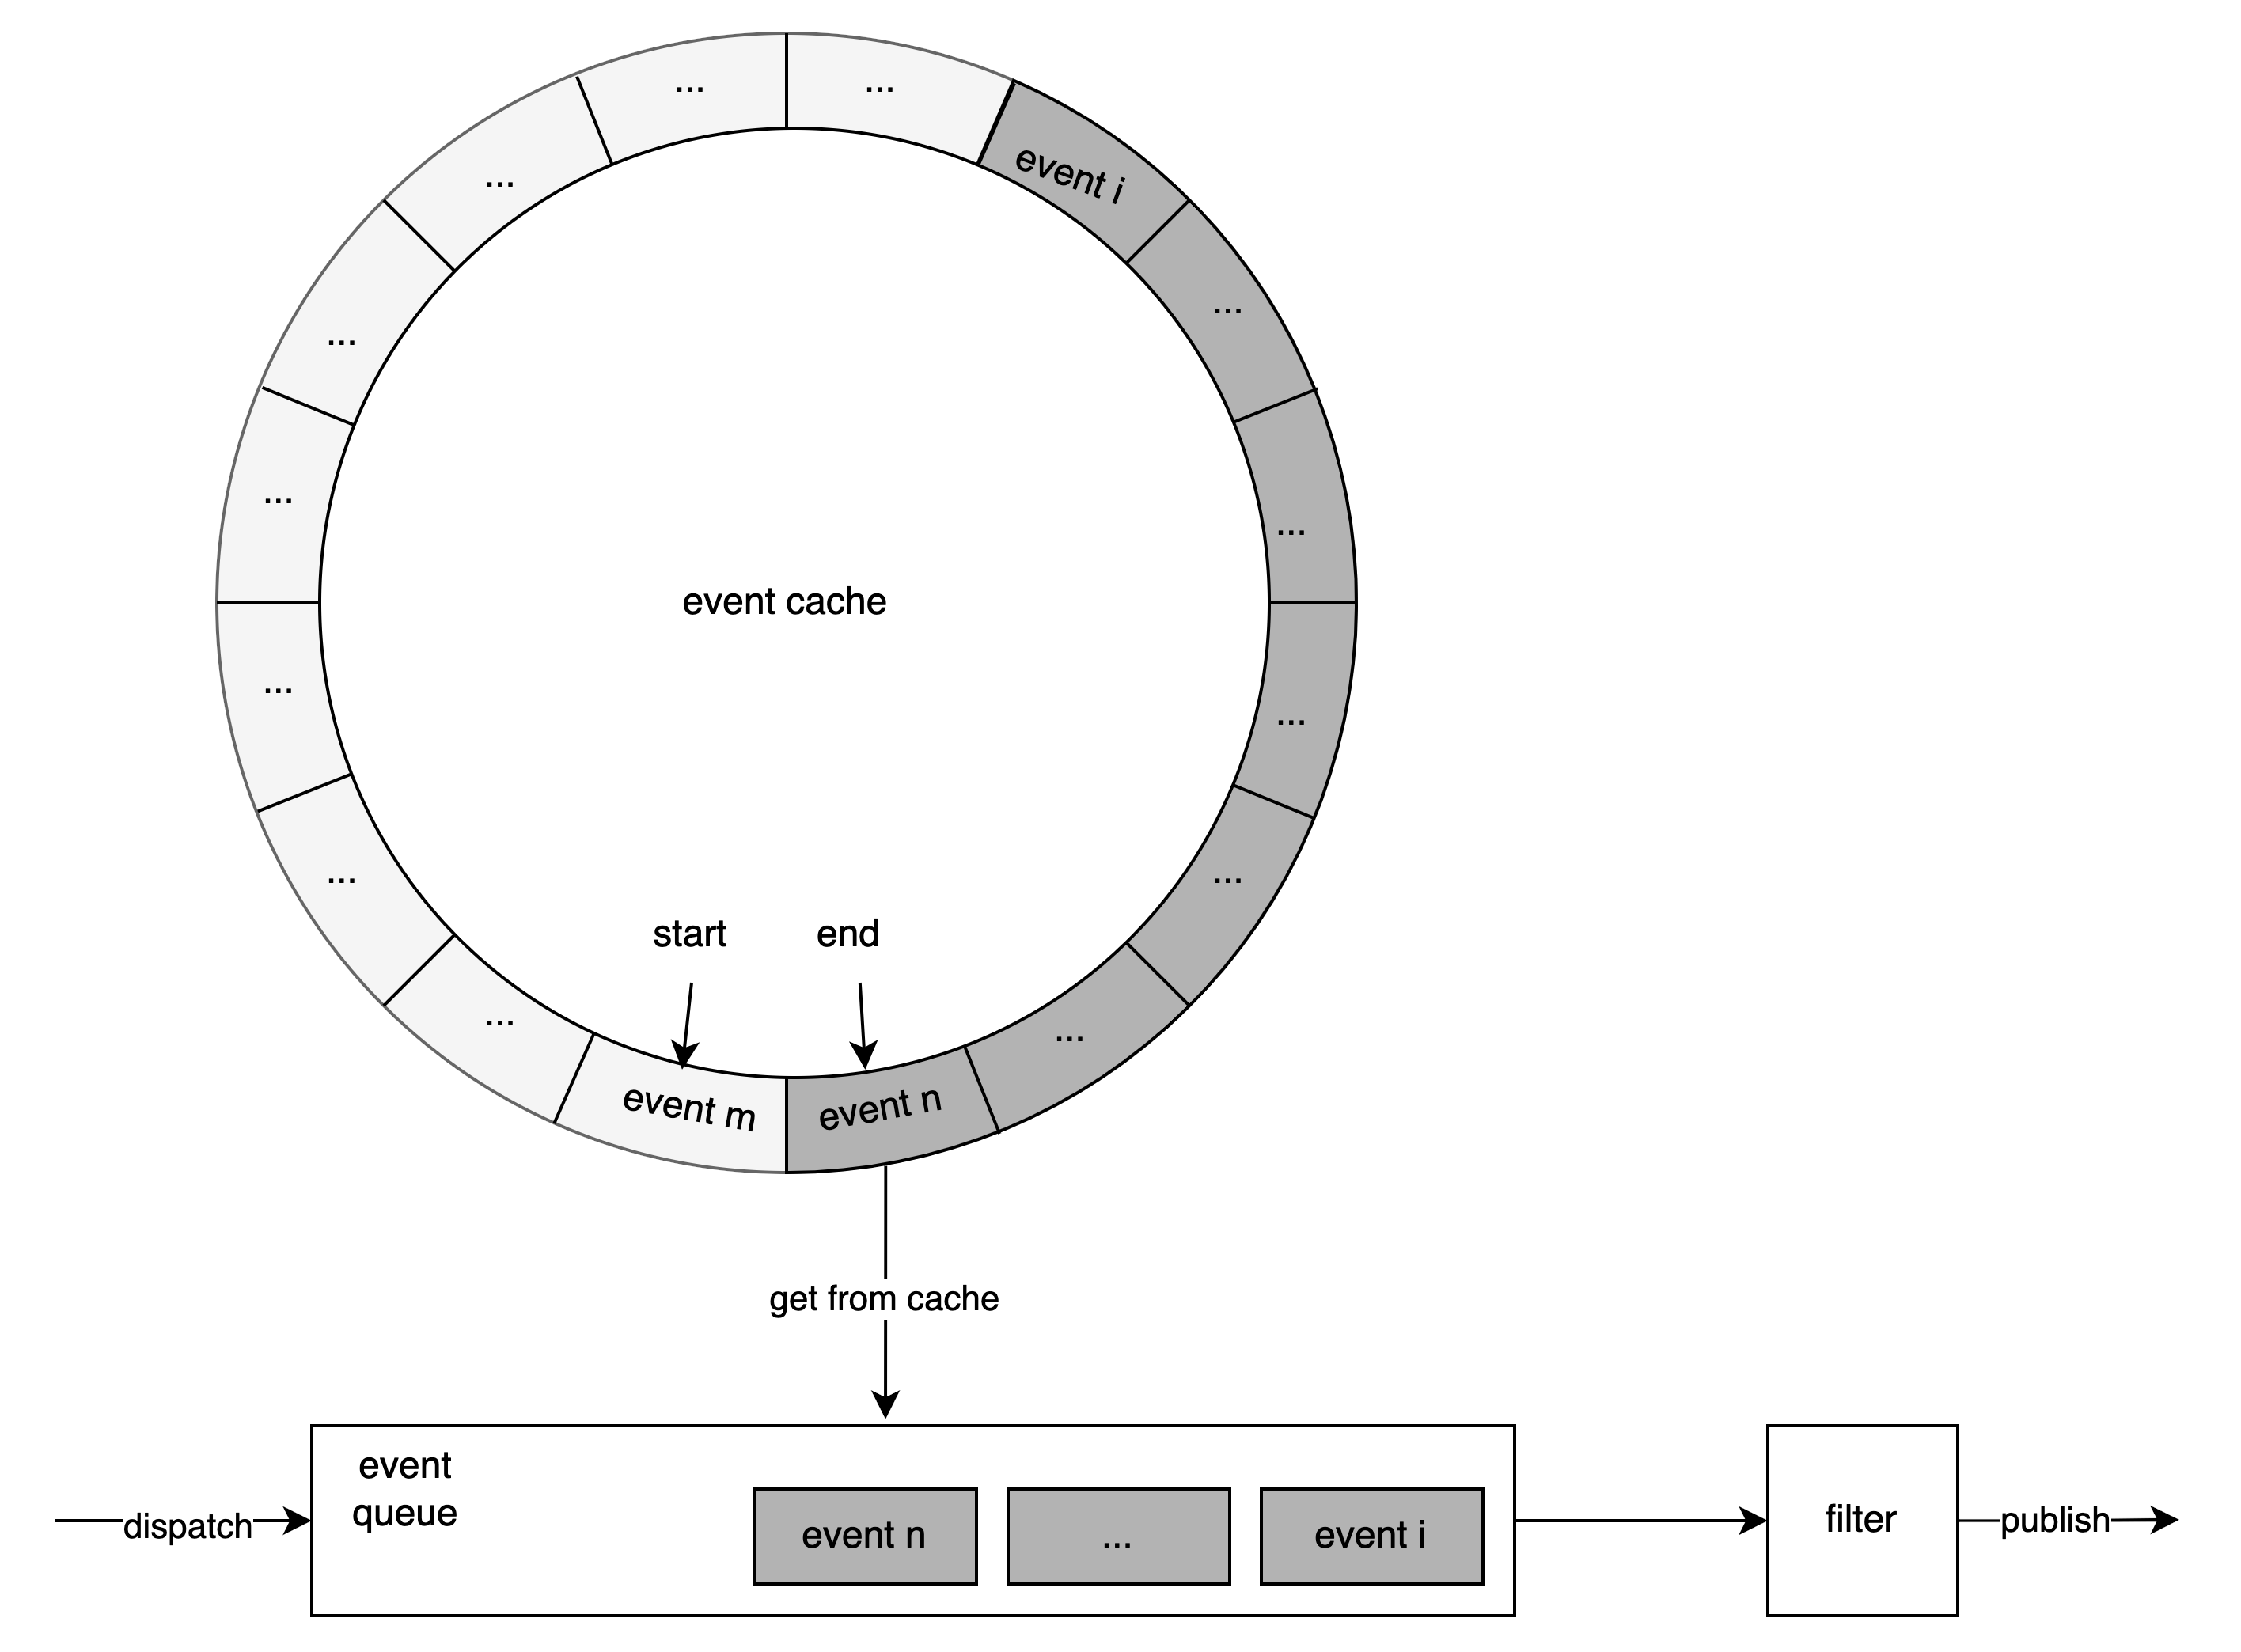 ...
...
event i
...
...
...
...
...
...
...
event cache
...
...
...
...
start
end
...
...
event m
event n
get from cache
event
queue
dispatch
event n
...
event i
filter
publish